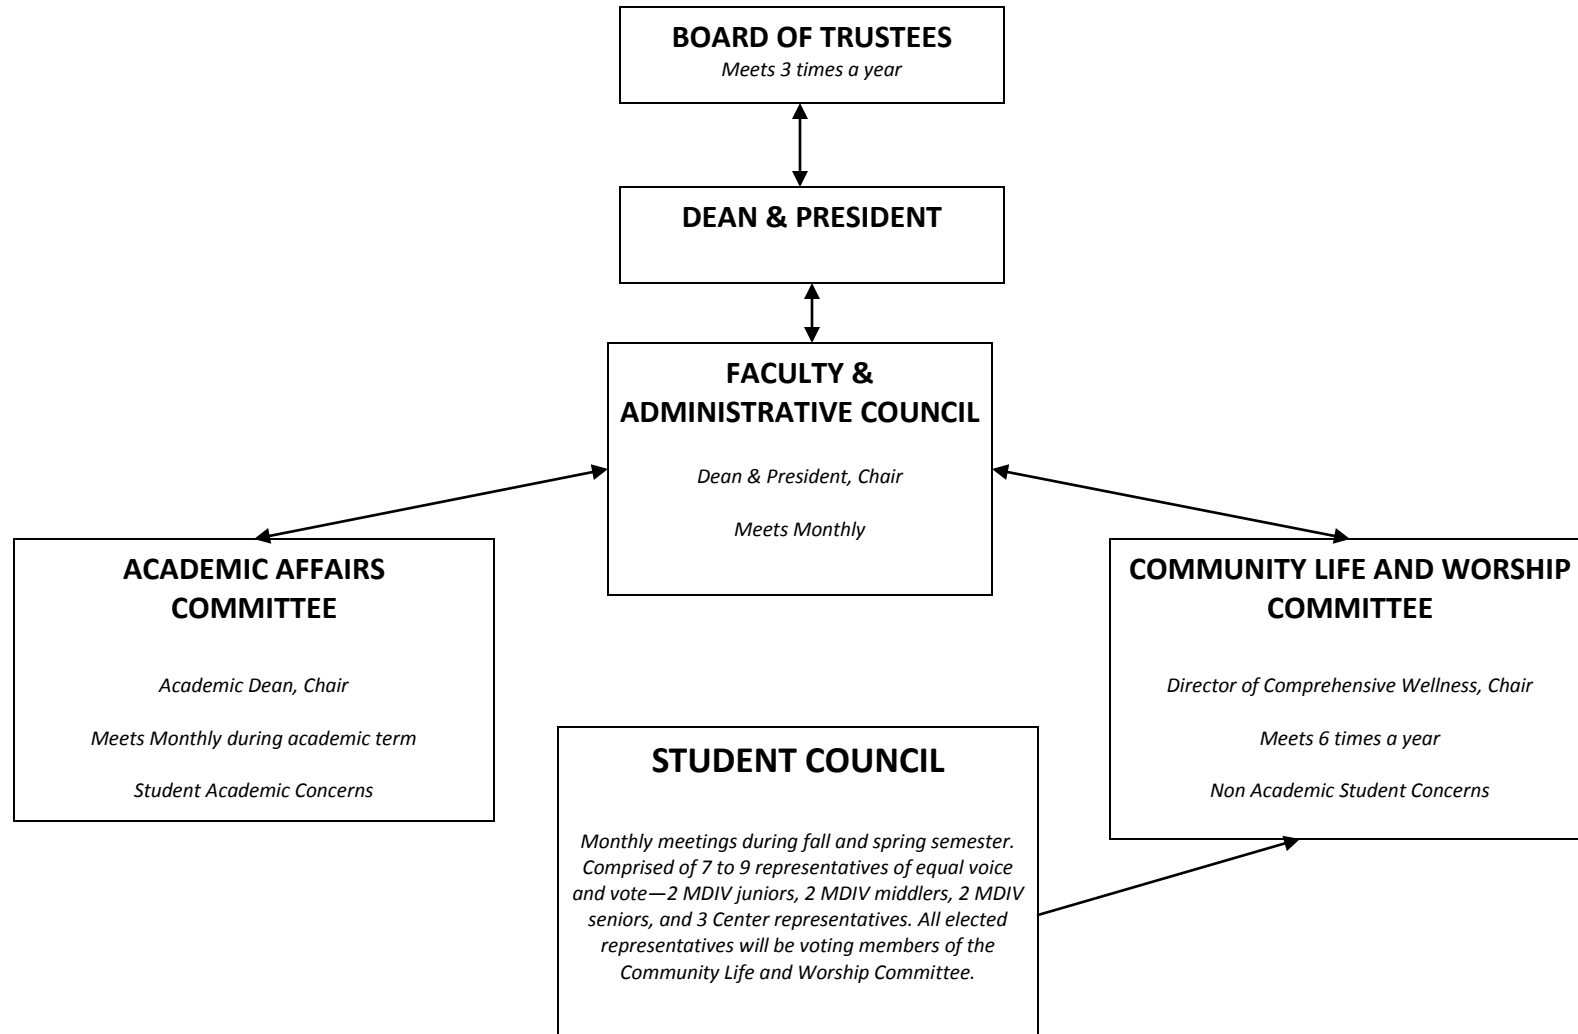 BOARD OF TRUSTEES
Meets 3 times a year
DEAN & PRESIDENT
FACULTY &
ADMINISTRATIVE COUNCIL
Dean & President, Chair
Meets Monthly
ACADEMIC AFFAIRS
COMMITTEE
Academic Dean, Chair
Meets Monthly during academic term
Student Academic Concerns
COMMUNITY LIFE AND WORSHIP
COMMITTEE
Director of Comprehensive Wellness, Chair
Meets 6 times a year
Non Academic Student Concerns
STUDENT COUNCIL
Monthly meetings during fall and spring semester.
Comprised of 7 to 9 representatives of equal voice
and vote—2 MDIV juniors, 2 MDIV middlers, 2 MDIV
seniors, and 3 Center representatives. All elected
representatives will be voting members of the
Community Life and Worship Committee.